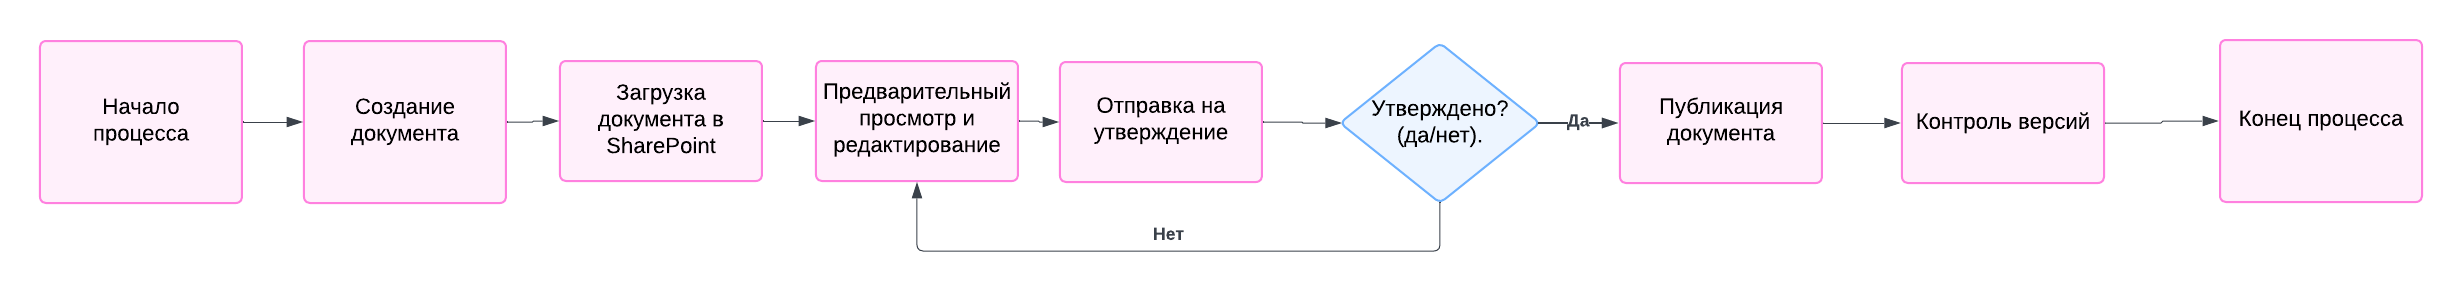 Начало
процесса
Создание
документа
Загрузка
документа в
SharePoint
Предварительный
просмотр и
редактирование
Отправка на
утверждение
Утверждено?
(да/нет).
Да
Публикация
документа
Контроль версий
Конец процесса
Нет